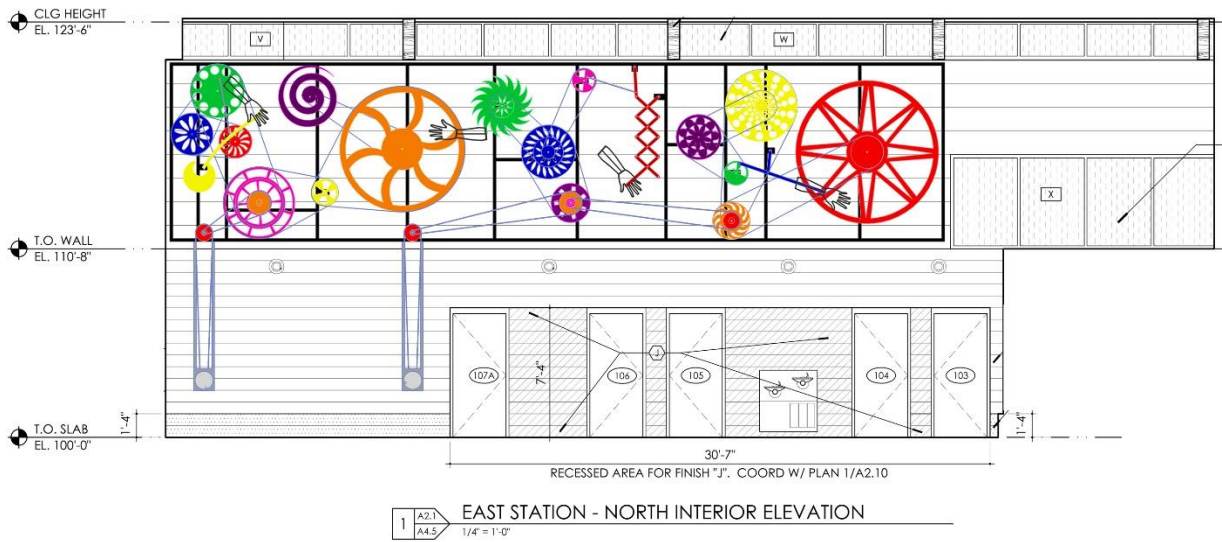 CLG HEIGHT
EL. 123'-6"
V
W
X
T.O. WALL
EL. 110'-8"
J
107A
106
105
104
103
7'-4"
1'-4"
1'-4"
T.O. SLAB
EL. 100'-0"
30'-7"
RECESSED AREA FOR FINISH "J". COORD W/ PLAN 1/A2.10
1
A2.1
A4.5
EAST STATION - NORTH INTERIOR ELEVATION
1/4" = 1'-0"